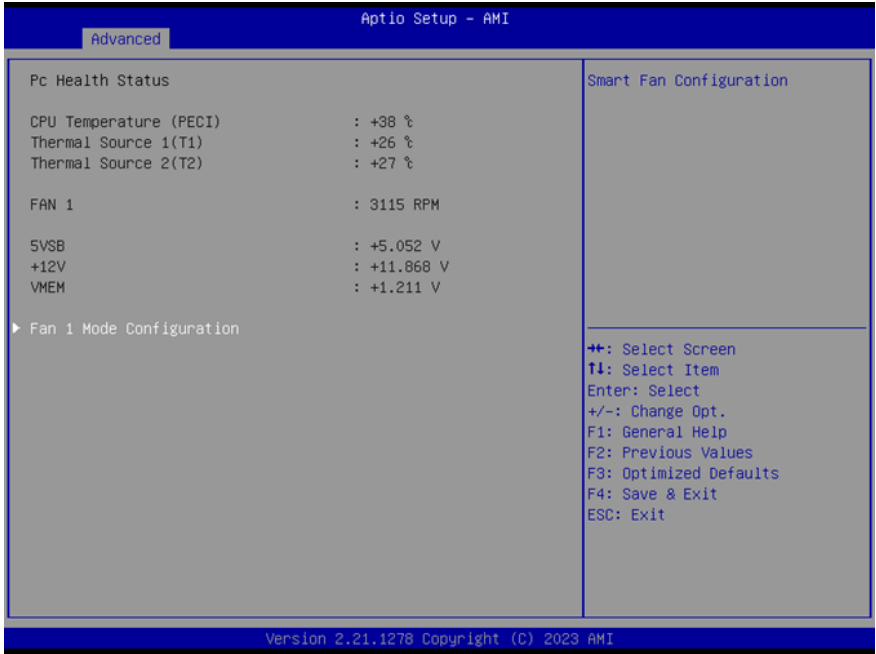 Aptio Setup – AMI
Advanced
Pc Health Status
CPU Temperature (PECI) : +38 ℃
Thermal Source 1(T1) : +26 ℃
Thermal Source 2(T2) : +27 ℃
FAN 1 : 3115 RPM
5VSB : +5.052 V
+12V : +11.868 V
VMEM : +1.211 V
▶ Fan 1 Mode Configuration
Smart Fan Configuration
→←: Select Screen
↑↓: Select Item
Enter: Select
+/-: Change Opt.
F1: General Help
F2: Previous Values
F3: Optimized Defaults
F4: Save & Exit
ESC: Exit
Version 2.21.1278 Copyright (C) 2023 AMI